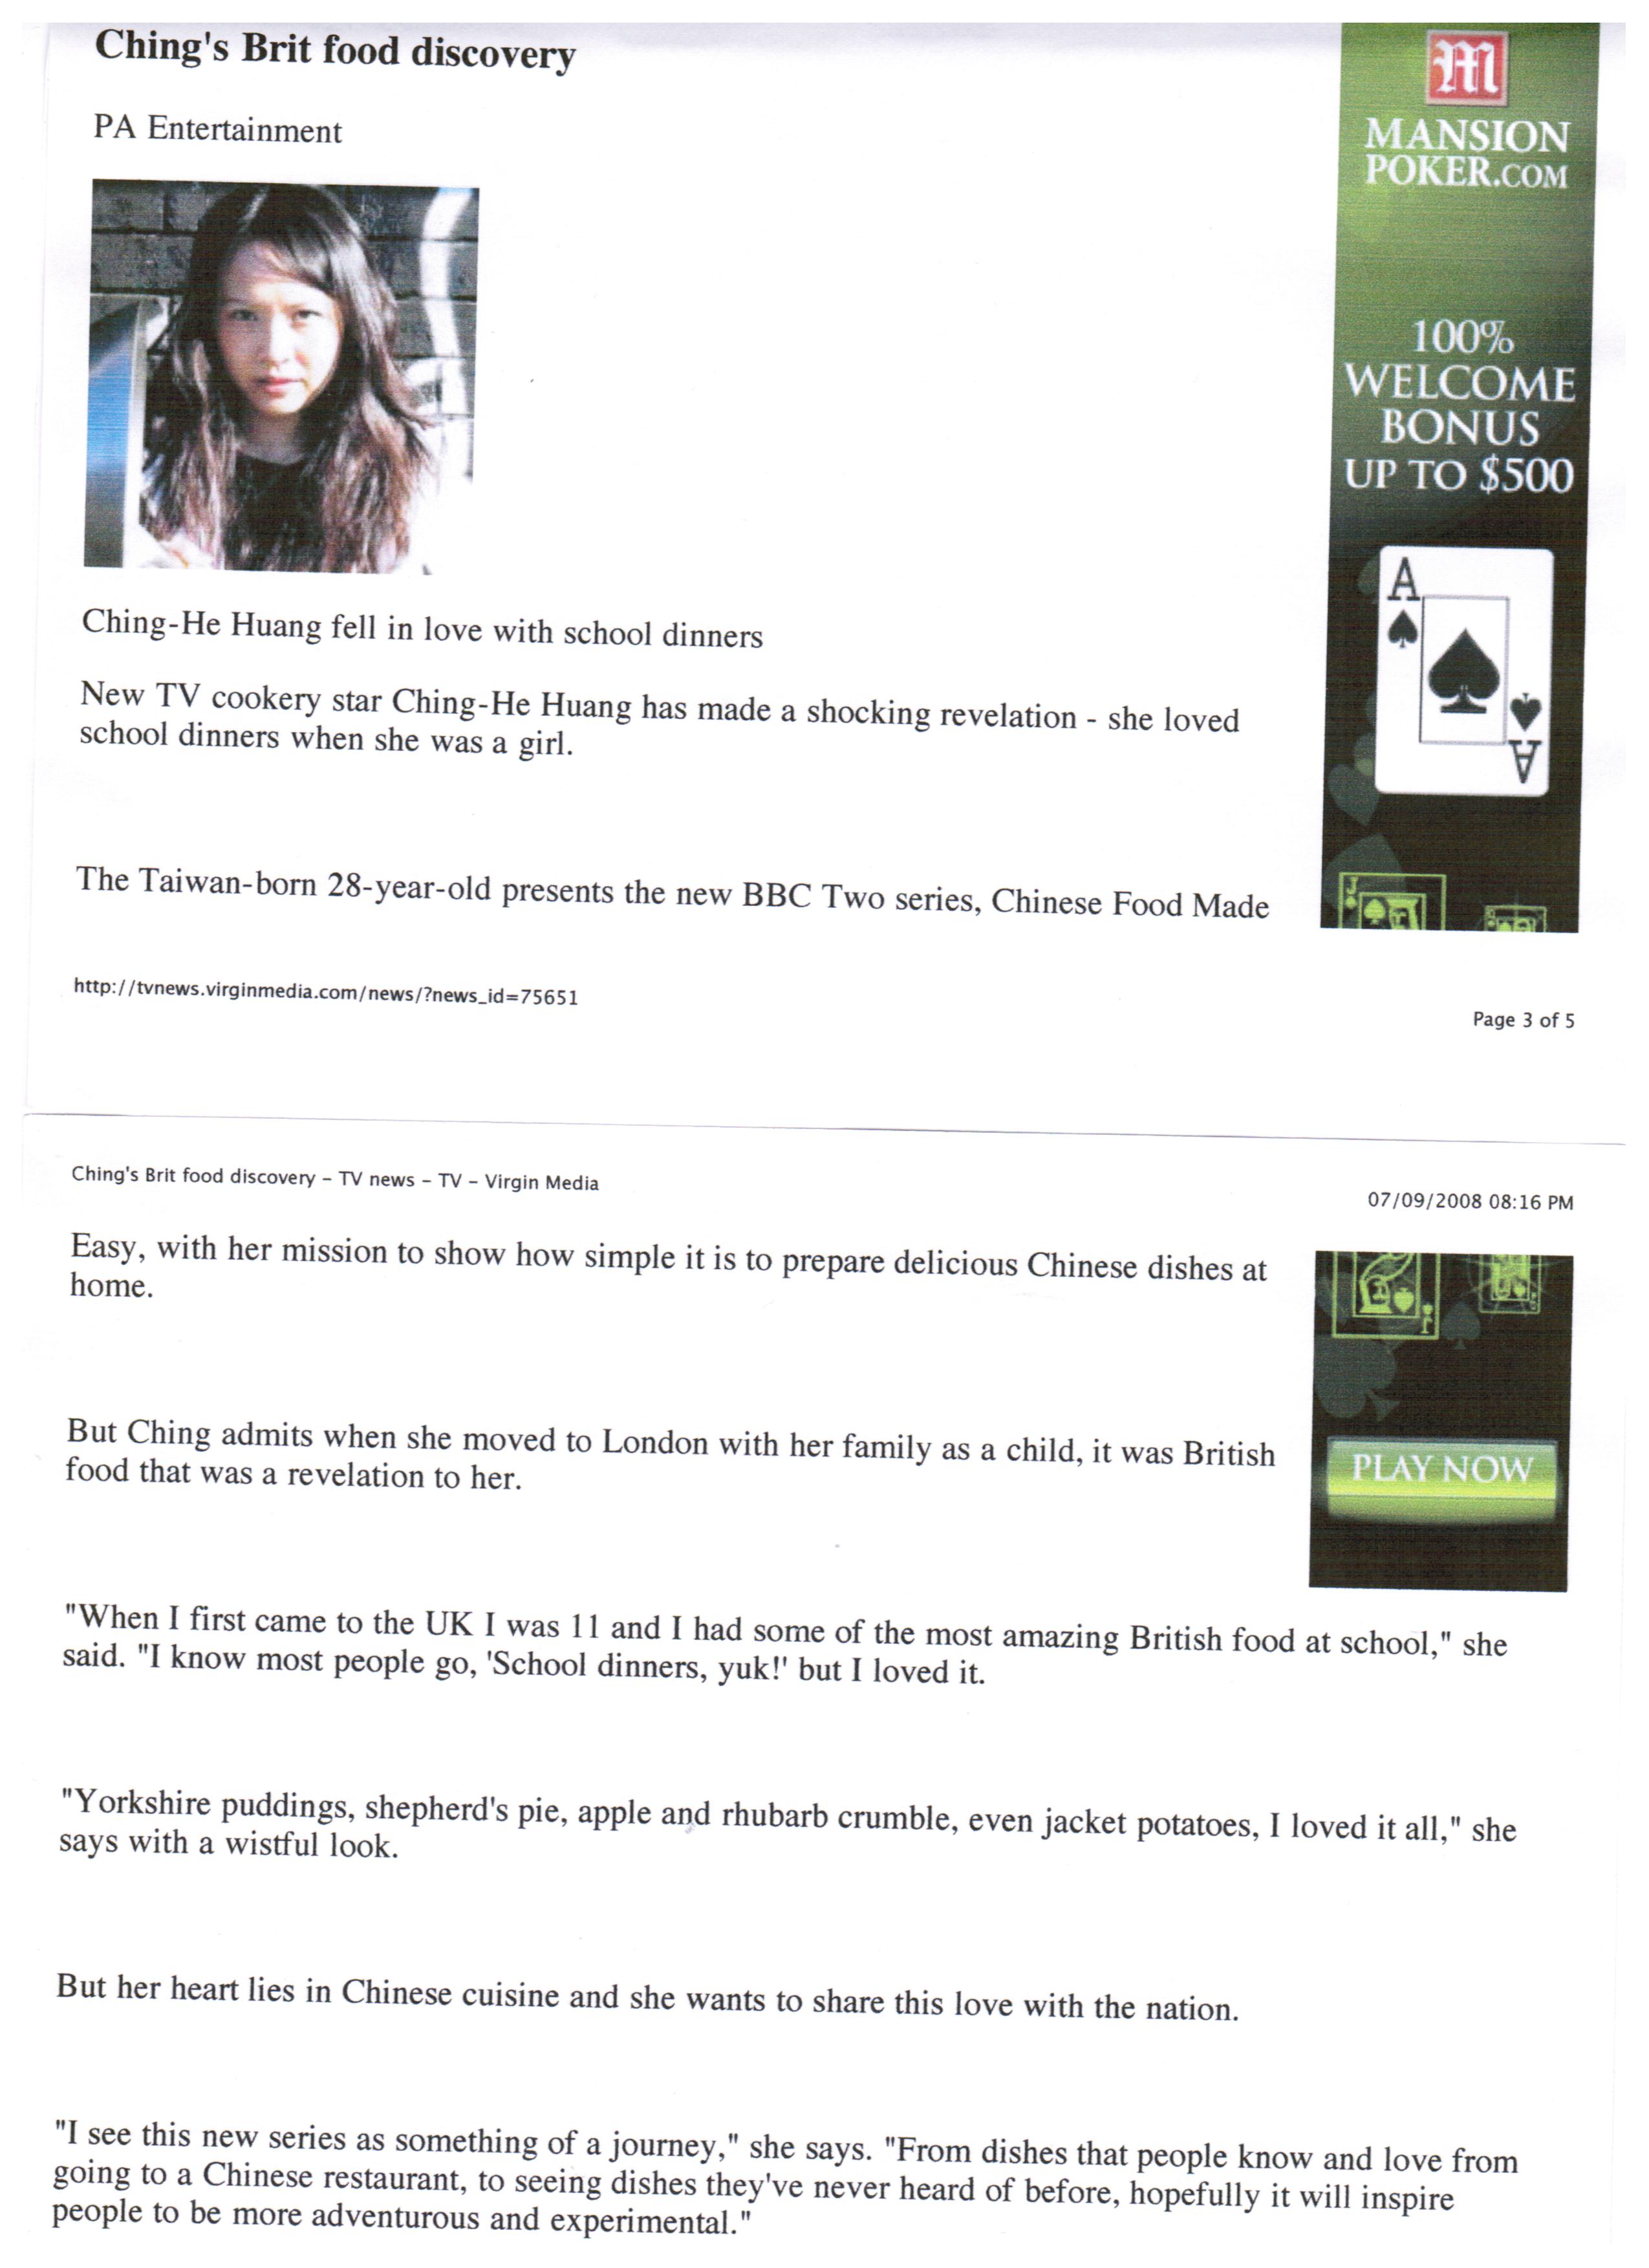 Ching's Brit food discovery
PA Entertainment
Ching-He Huang fell in love with school dinners
New TV cookery star Ching-He Huang has made a shocking revelation - she loved
school dinners when she was a girl.
The Taiwan-born 28-year-old presents the new BBC Two series, Chinese Food Made
M
MANSION
POKER.COM
100%
WELCOME
BONUS
UP TO $500
A
A
J
http://tvnews.virginmedia.com/news/?news_id=75651
Page 3 of 5
Ching's Brit food discovery – TV news – TV – Virgin Media
07/09/2008 08:16 PM
Easy, with her mission to show how simple it is to prepare delicious Chinese dishes at
home.
J
But Ching admits when she moved to London with her family as a child, it was British
food that was a revelation to her.
PLAY NOW
"When I first came to the UK I was 11 and I had some of the most amazing British food at school," she
said. "I know most people go, 'School dinners, yuk!' but I loved it.
"Yorkshire puddings, shepherd's pie, apple and rhubarb crumble, even jacket potatoes, I loved it all," she
says with a wistful look.
But her heart lies in Chinese cuisine and she wants to share this love with the nation.
"I see this new series as something of a journey," she says. "From dishes that people know and love from
going to a Chinese restaurant, to seeing dishes they've never heard of before, hopefully it will inspire
people to be more adventurous and experimental."